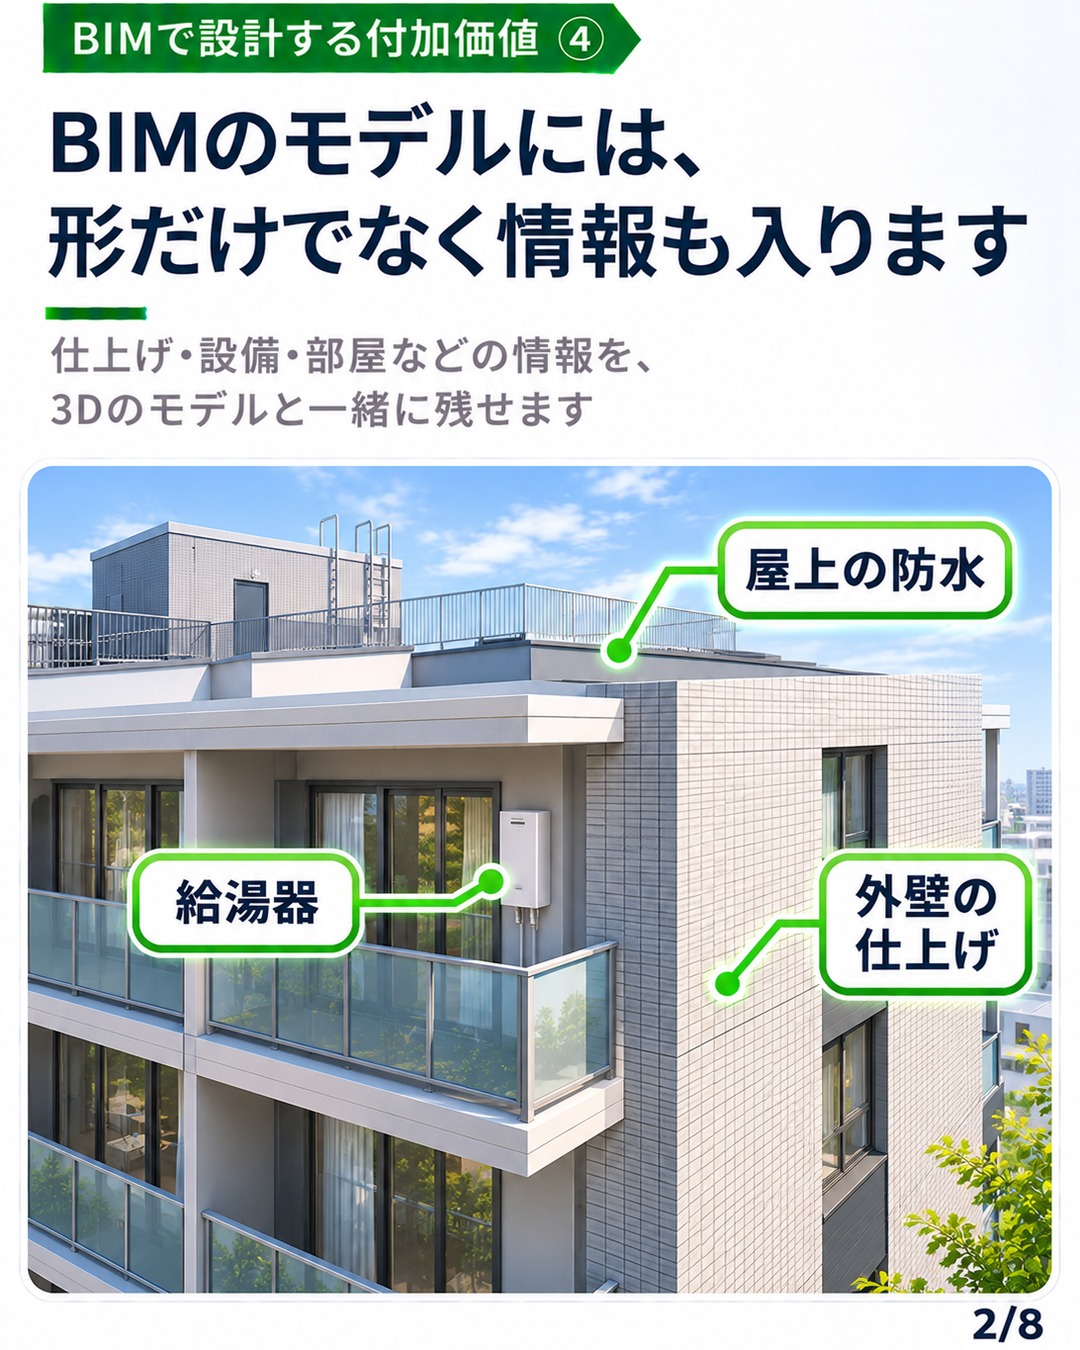 BIMで設計する付加価値 ④
BIMのモデルには、
形だけでなく情報も入ります
仕上げ・設備・部屋などの情報を、
3Dのモデルと一緒に残せます
屋上の防水
給湯器
外壁の
仕上げ
2/8